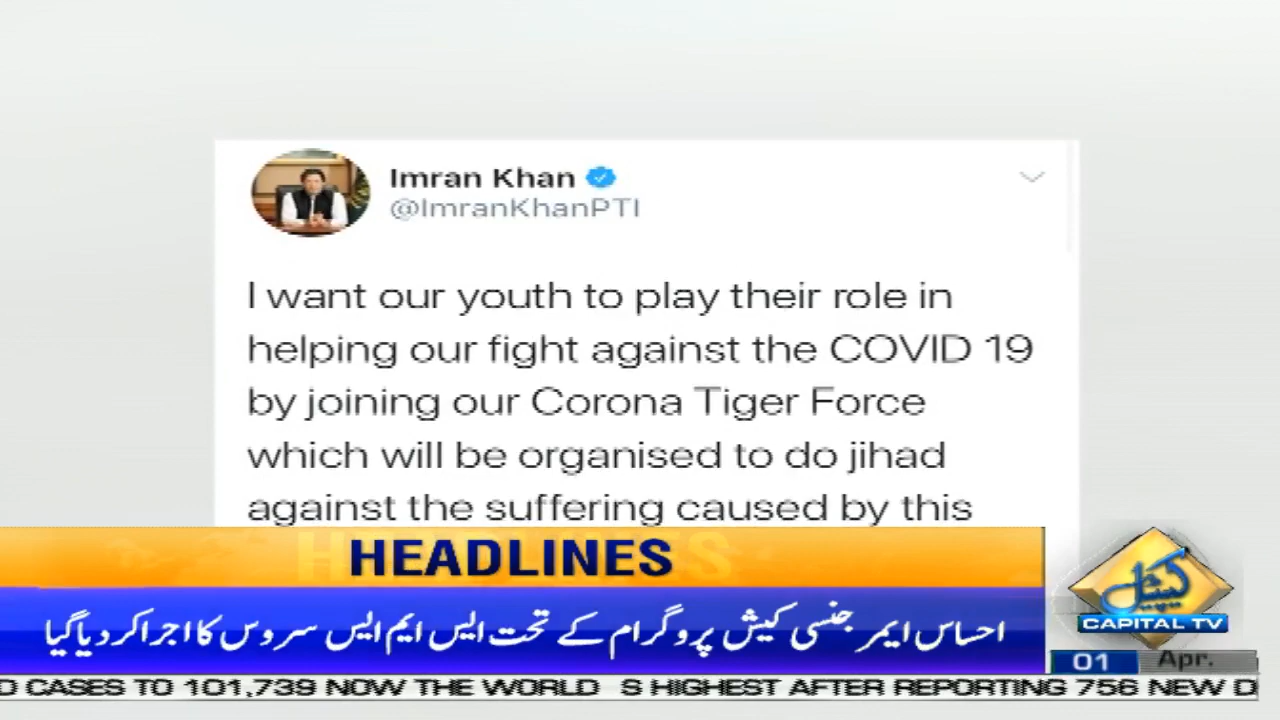 Imran Khan
@ImranKhanPTI
I want our youth to play their role in
helping our fight against the COVID 19
by joining our Corona Tiger Force
which will be organised to do jihad
against the suffering caused by this
HEADLINES
احساس ایمرجنسی کیش پروگرام کے تحت ایس ایم ایس سروس کا اجرا کر دیا گیا
کیپیٹل
CAPITAL TV
01 Apr.
D CASES TO 101,739 NOW THE WORLD S HIGHEST AFTER REPORTING 756 NEW D